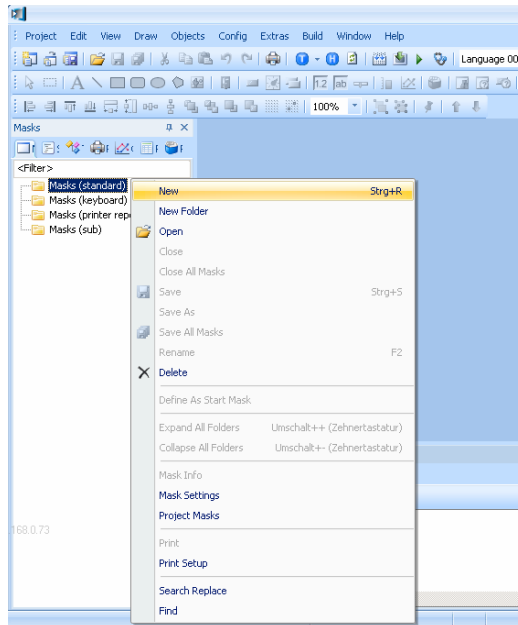 Project Edit View Draw Objects Config Extras Build Window Help
Language 00
A 1.2 ab
100%
Masks
<Filter>
Masks (standard)
Masks (keyboard)
Masks (printer rep
Masks (sub)
New Strg+R
New Folder
Open
Close
Close All Masks
Save Strg+S
Save As
Save All Masks
Rename F2
Delete
Define As Start Mask
Expand All Folders Umschalt++ (Zehnertastatur)
Collapse All Folders Umschalt+- (Zehnertastatur)
Mask Info
Mask Settings
Project Masks
168.0.73
Print
Print Setup
Search Replace
Find